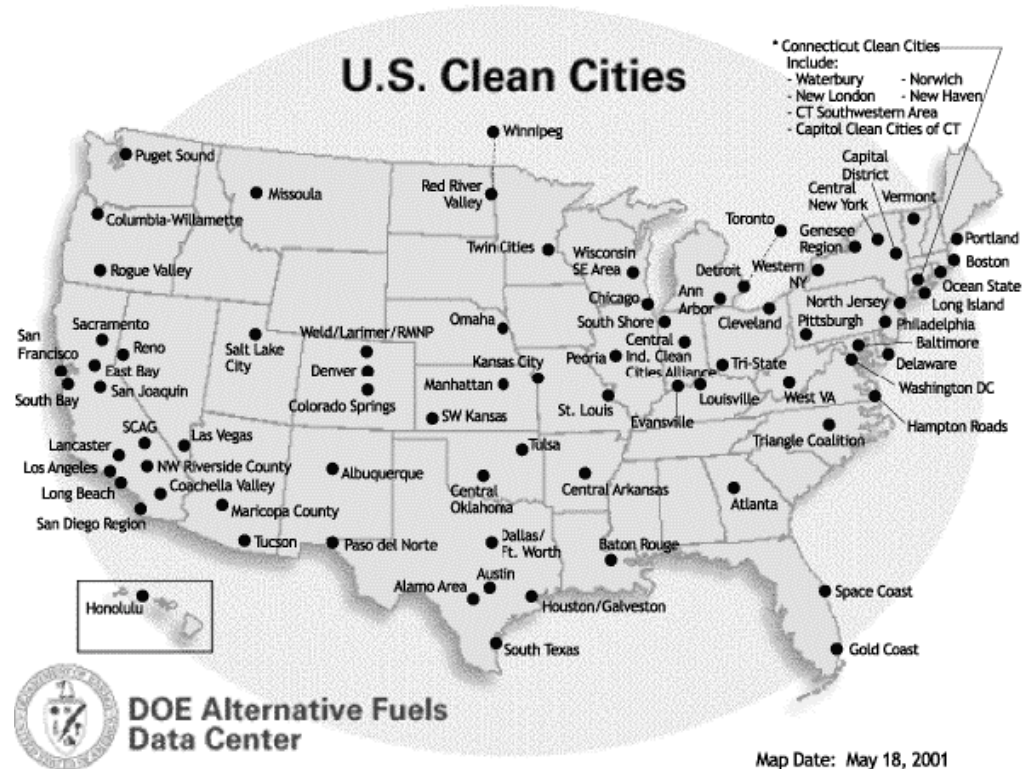 U.S. Clean Cities
* Connecticut Clean Cities
Include:
- Waterbury - Norwich
- New London - New Haven
- CT Southwestern Area
- Capitol Clean Cities of CT
Winnipeg
Puget Sound
Missoula
Red River
Valley
Columbia-Willamette
Twin Cities
Rogue Valley
Wisconsin
SE Area
Toronto
Capital
District
Central
New York
Vermont
Genesee
Region
Portland
Boston
Detroit
Western
NY
Ocean State
Long Island
Chicago
Ann
Arbor
North Jersey
Cleveland
South Shore
Pittsburgh
Philadelphia
Baltimore
Sacramento
San
Francisco
Reno
Salt Lake
City
Weld/Larimer/RMNP
Omaha
Central
Ind. Clean
Cities Alliance
Peoria
Tri-State
Delaware
East Bay
Denver
Kansas City
Washington DC
San Joaquin
Manhattan
South Bay
Colorado Springs
St. Louis
Evansville
Louisville
West VA
Hampton Roads
SW Kansas
SCAG
Las Vegas
Tulsa
Triangle Coalition
Lancaster
Los Angeles
NW Riverside County
Albuquerque
Central
Oklahoma
Central Arkansas
Long Beach
Coachella Valley
Atlanta
San Diego Region
Maricopa County
Tucson
Paso del Norte
Dallas/
Ft. Worth
Baton Rouge
Austin
Alamo Area
Houston/Galveston
Space Coast
Honolulu
South Texas
Gold Coast
DOE Alternative Fuels
Data Center
Map Date: May 18, 2001